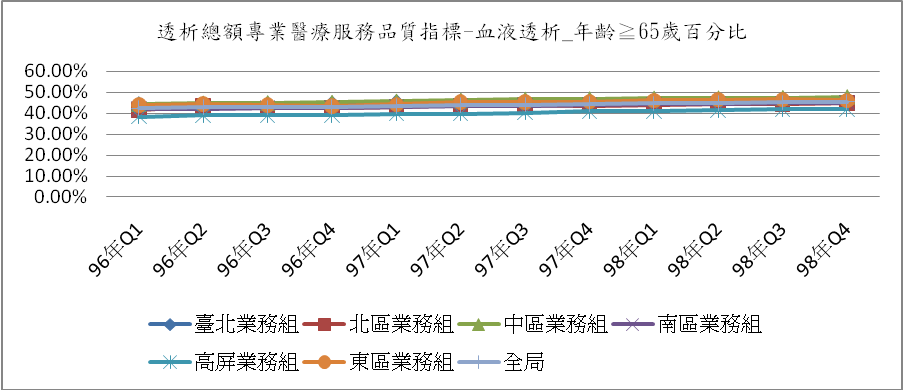 透析總額專業醫療服務品質指標-血液透析_年齡≧65歲百分比
60.00%
50.00%
40.00%
30.00%
20.00%
10.00%
0.00%
96年Q1
96年Q2
96年Q3
96年Q4
97年Q1
97年Q2
97年Q3
97年Q4
98年Q1
98年Q2
98年Q3
98年Q4
臺北業務組 北區業務組 中區業務組 南區業務組
高屏業務組 東區業務組 全局